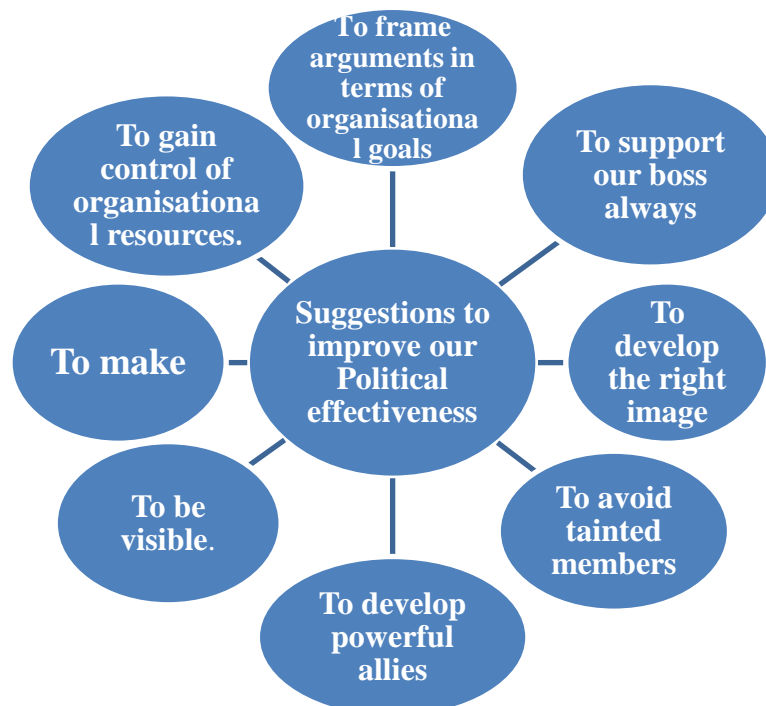 To frame
arguments in
terms of
organisationa
l goals
To support
our boss
always
To
develop
the right
image
To avoid
tainted
members
To develop
powerful
allies
To be
visible.
To make
To gain
control of
organisationa
l resources.
Suggestions to
improve our
Political
effectiveness